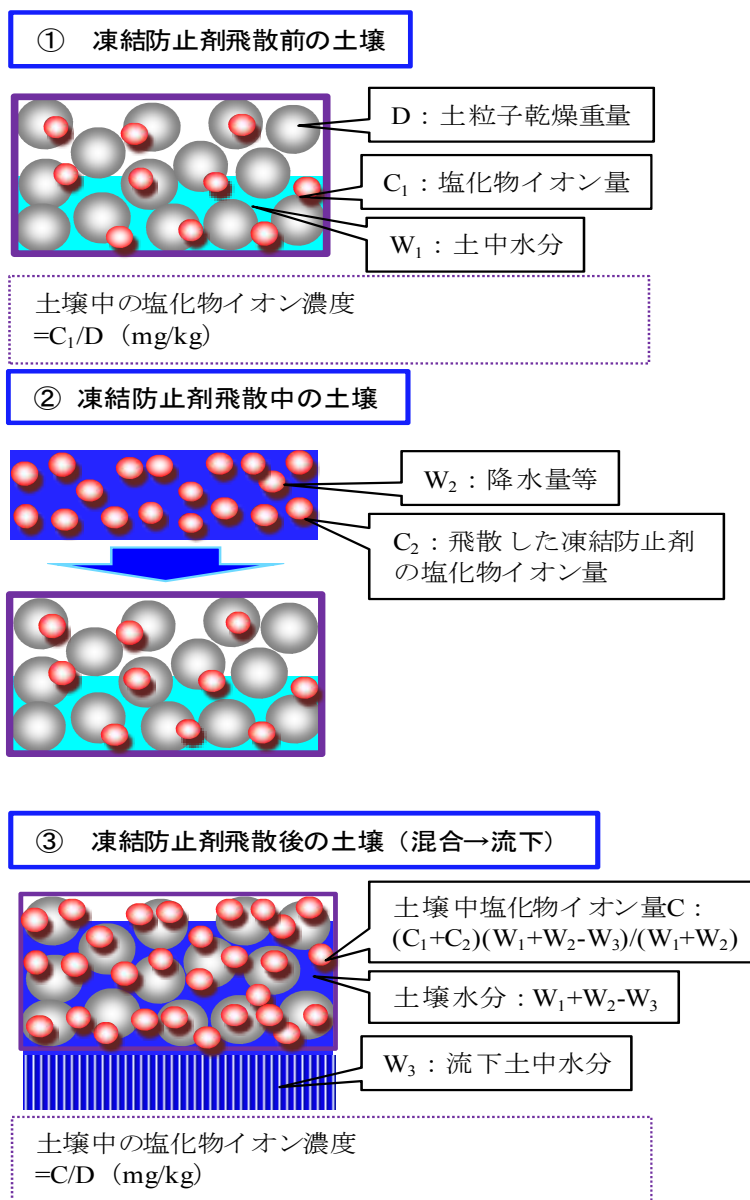 ① 凍結防止剤飛散前の土壌
D：土粒子乾燥重量
C₁：塩化物イオン量
W₁：土中水分
土壌中の塩化物イオン濃度
=C₁/D（mg/kg）
② 凍結防止剤飛散中の土壌
W₂：降水量等
C₂：飛散した凍結防止剤
の塩化物イオン量
③ 凍結防止剤飛散後の土壌（混合→流下）
土壌中塩化物イオン量C：
(C₁+C₂)(W₁+W₂-W₃)/(W₁+W₂)
土壌水分：W₁+W₂-W₃
W₃：流下土中水分
土壌中の塩化物イオン濃度
=C/D（mg/kg）